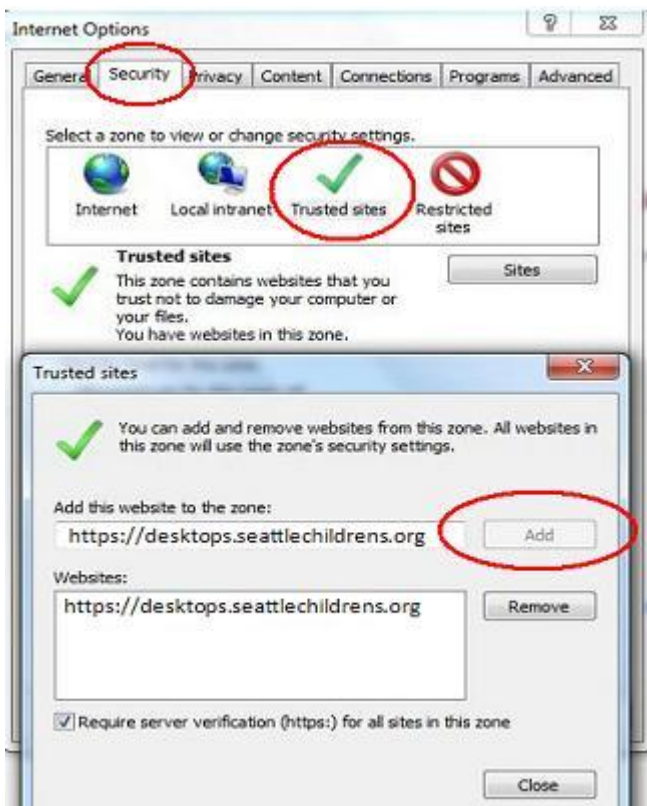 Internet Options
General Security Privacy Content Connections Programs Advanced
Select a zone to view or change security settings.
Internet Local intranet Trusted sites Restricted sites
Trusted sites
Sites
This zone contains websites that you
trust not to damage your computer or
your files.
You have websites in this zone.
Trusted sites
You can add and remove websites from this zone. All websites in
this zone will use the zone's security settings.
Add this website to the zone:
https://desktops.seattlechildrens.org Add
Websites:
https://desktops.seattlechildrens.org Remove
Require server verification (https:) for all sites in this zone
Close